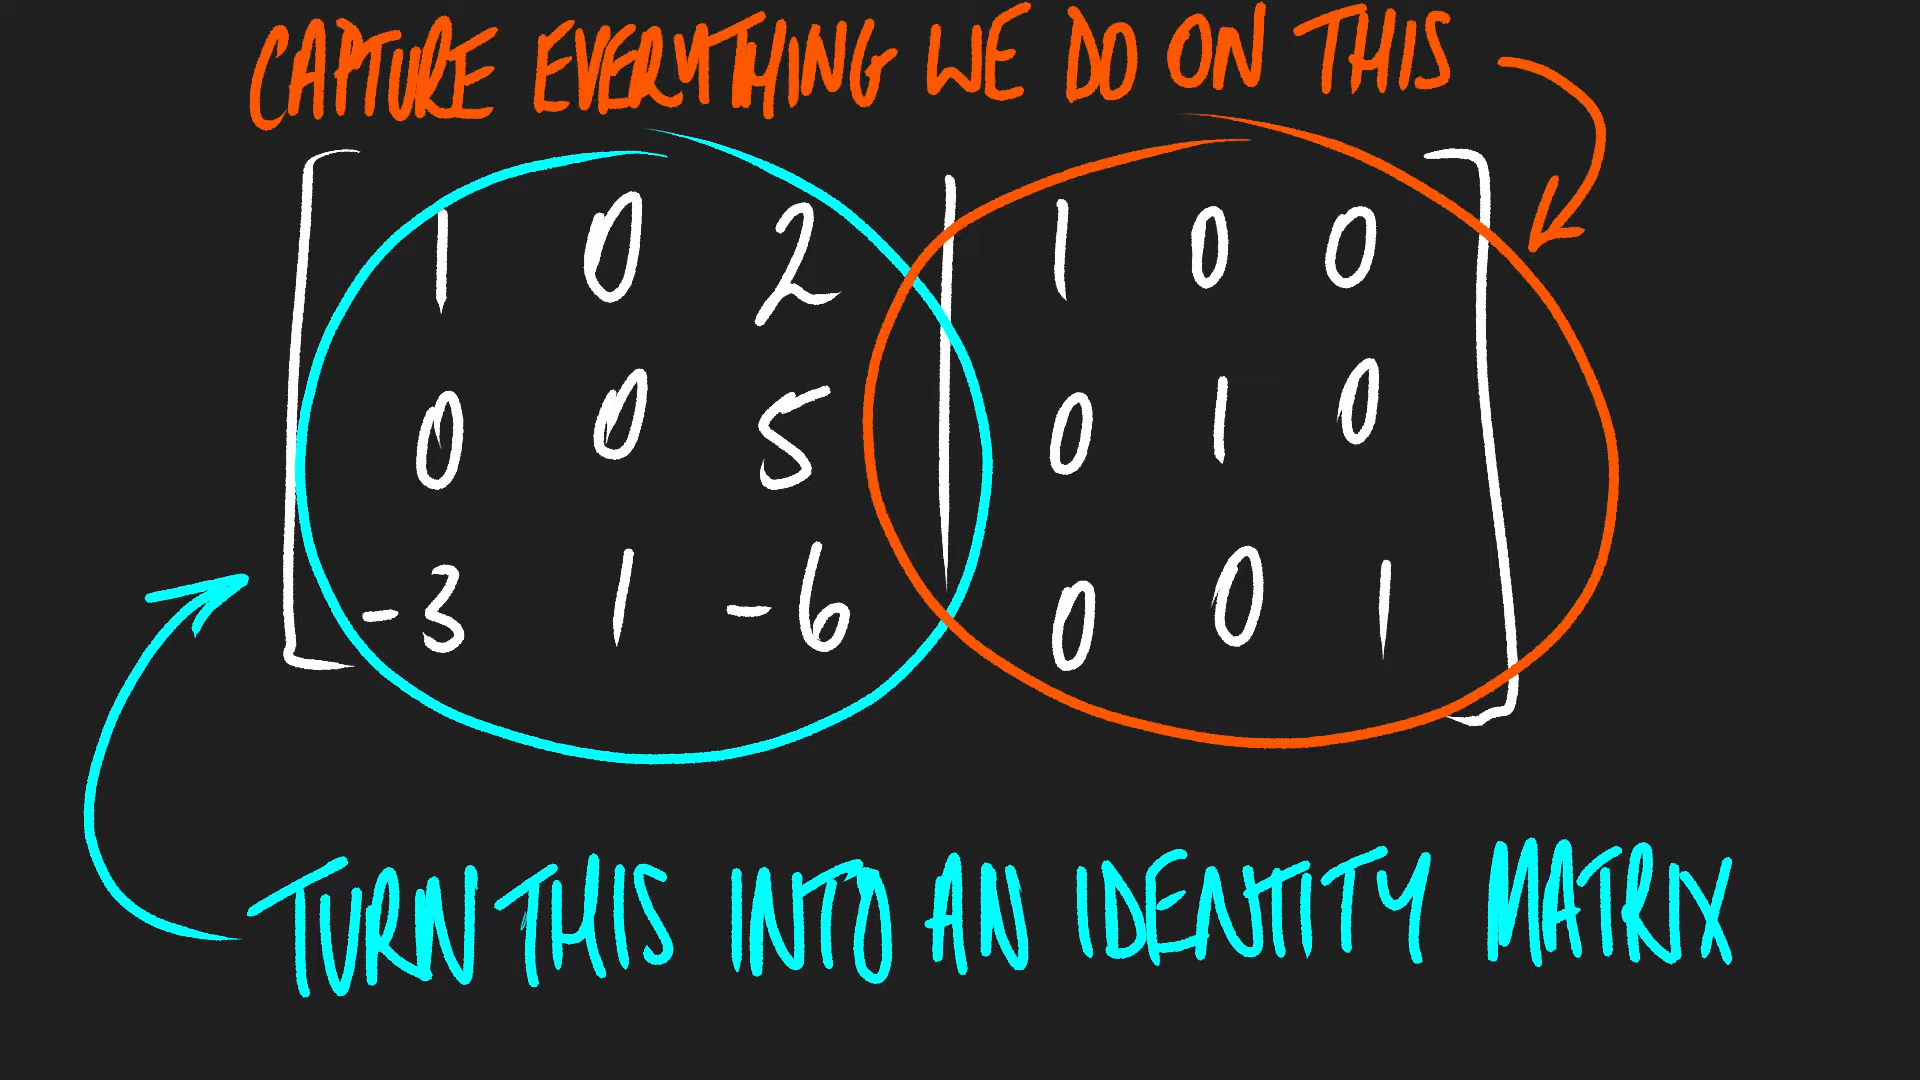 CAPTURE EVERYTHING WE DO ON THIS
1 0 2 | 1 0 0
0 0 5 | 0 1 0
-3 1 -6 | 0 0 1
TURN THIS INTO AN IDENTITY MATRIX